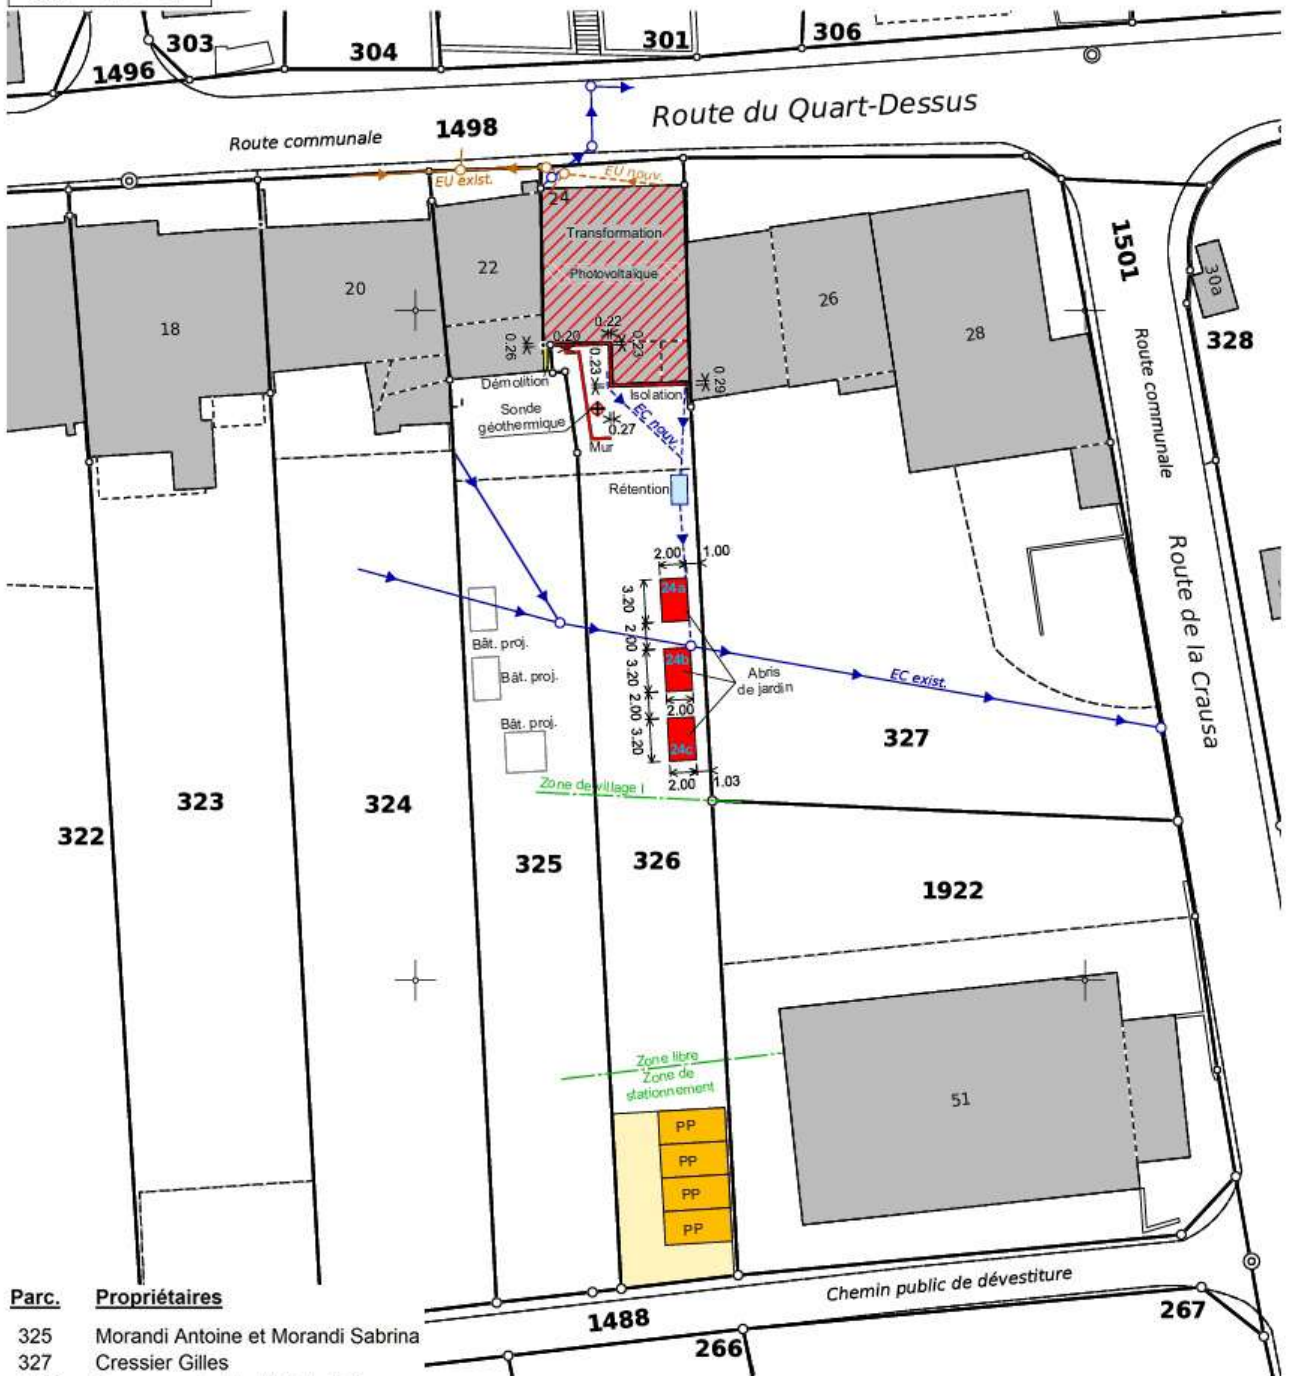 303
304
301
306
1496
Route communale
1498
Route du Quart-Dessus
EU exist.
EU nouv.
24
Transformation
Photovoltaïque
22
20
18
26
28
1501
30a
328
Route communale
0.22
0.20
0.23
0.26
0.23
0.29
Démolition
Isolation
Sonde
géothermique
EC nouv.
0.27
Mur
Rétention
2.00
1.00
24a
3.20
2.00
Bât. proj.
24b
3.20
Abris
de jardin
Bât. proj.
2.00
2.00
Bât. proj.
3.20
24c
2.00
1.03
EC exist.
Route de la Crausa
327
Zone de village I
322
323
324
325
326
1922
Zone libre
Zone de
stationnement
51
PP
PP
PP
PP
Chemin public de dévestiture
1488
266
267
Parc. Propriétaires
325 Morandi Antoine et Morandi Sabrina
327 Cressier Gilles